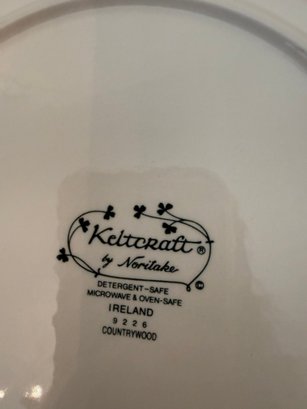 Keltcraft ®
by Noritake
©
DETERGENT-SAFE
MICROWAVE & OVEN-SAFE
IRELAND
9226
COUNTRYWOOD